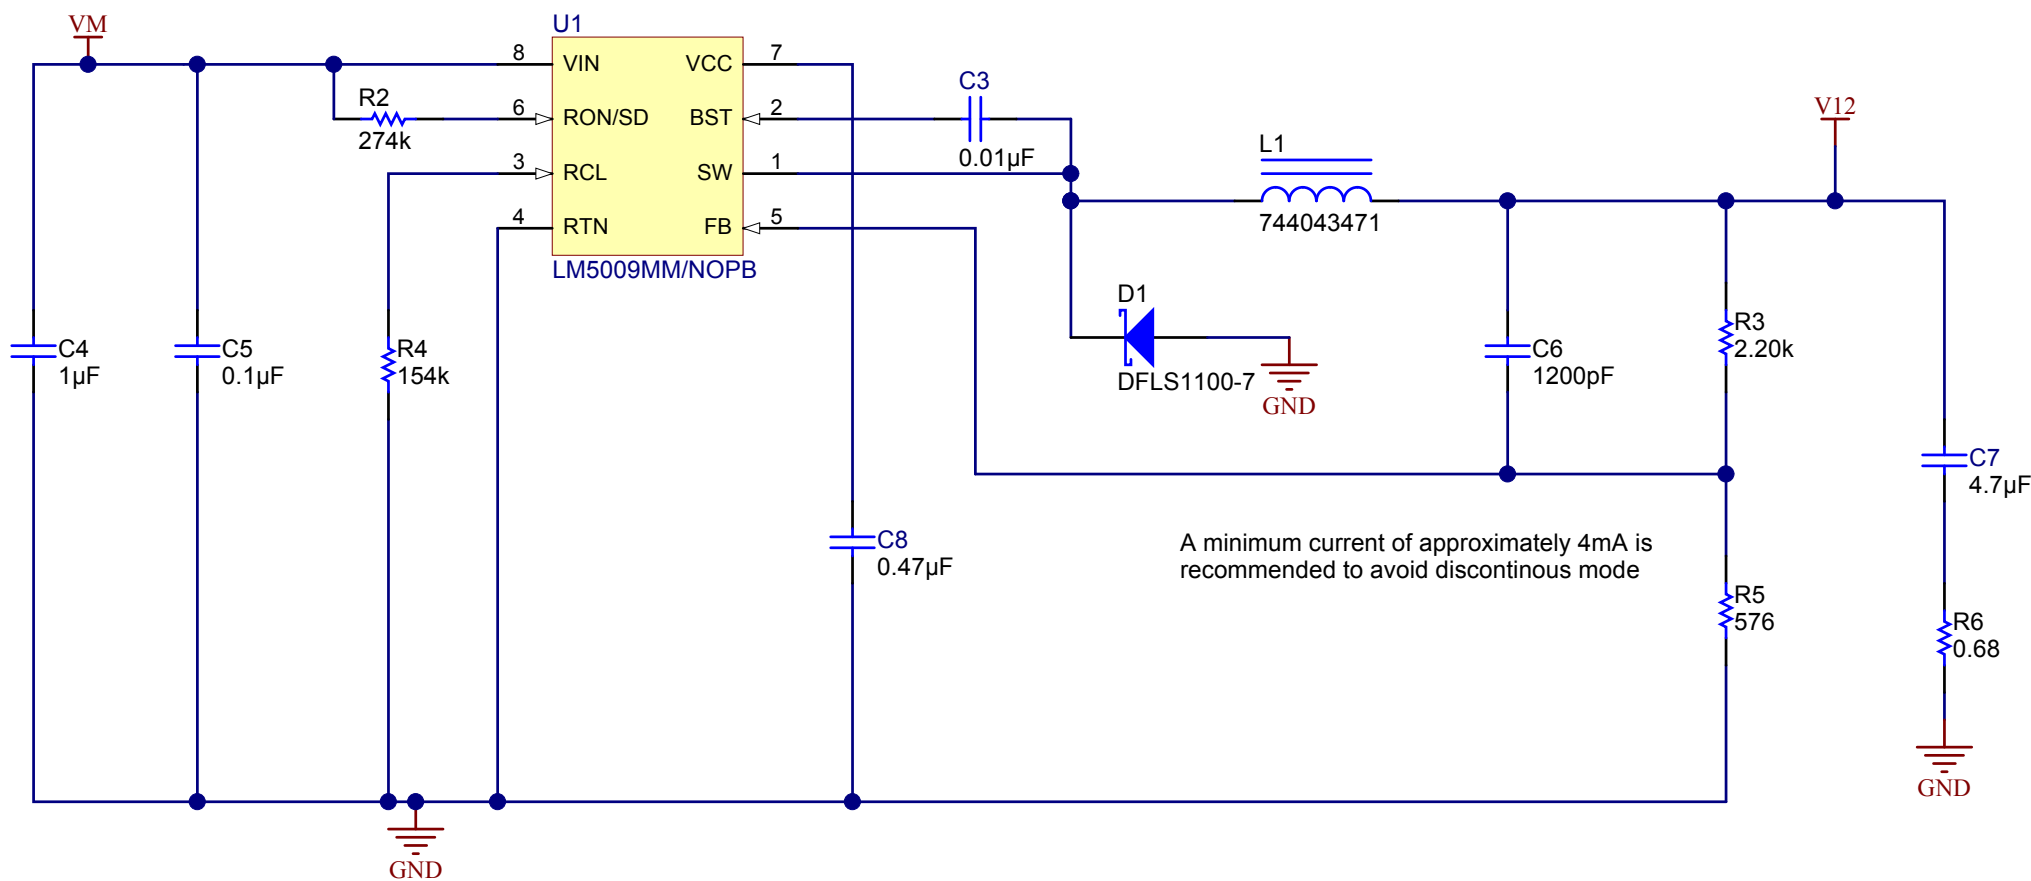 VM
U1
8
VIN
VCC
7
R2
274k
6
RON/SD
BST
2
C3
0.01µF
3
RCL
SW
1
4
RTN
FB
5
LM5009MM/NOPB
L1
744043471
V12
D1
DFLS1100-7
GND
C4
1µF
C5
0.1µF
R4
154k
C6
1200pF
R3
2.20k
C7
4.7µF
C8
0.47µF
A minimum current of approximately 4mA is
recommended to avoid discontinous mode
R5
576
R6
0.68
GND
GND